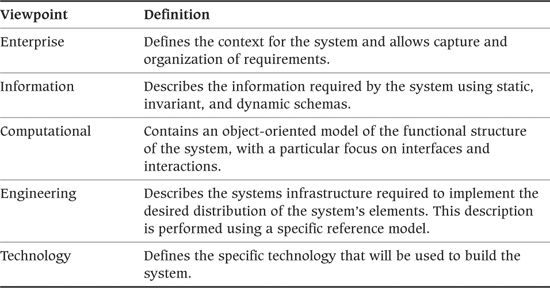 Viewpoint Definition
Enterprise Defines the context for the system and allows capture and
organization of requirements.
Information Describes the information required by the system using static,
invariant, and dynamic schemas.
Computational Contains an object-oriented model of the functional structure
of the system, with a particular focus on interfaces and
interactions.
Engineering Describes the systems infrastructure required to implement the
desired distribution of the system’s elements. This description
is performed using a specific reference model.
Technology Defines the specific technology that will be used to build the
system.